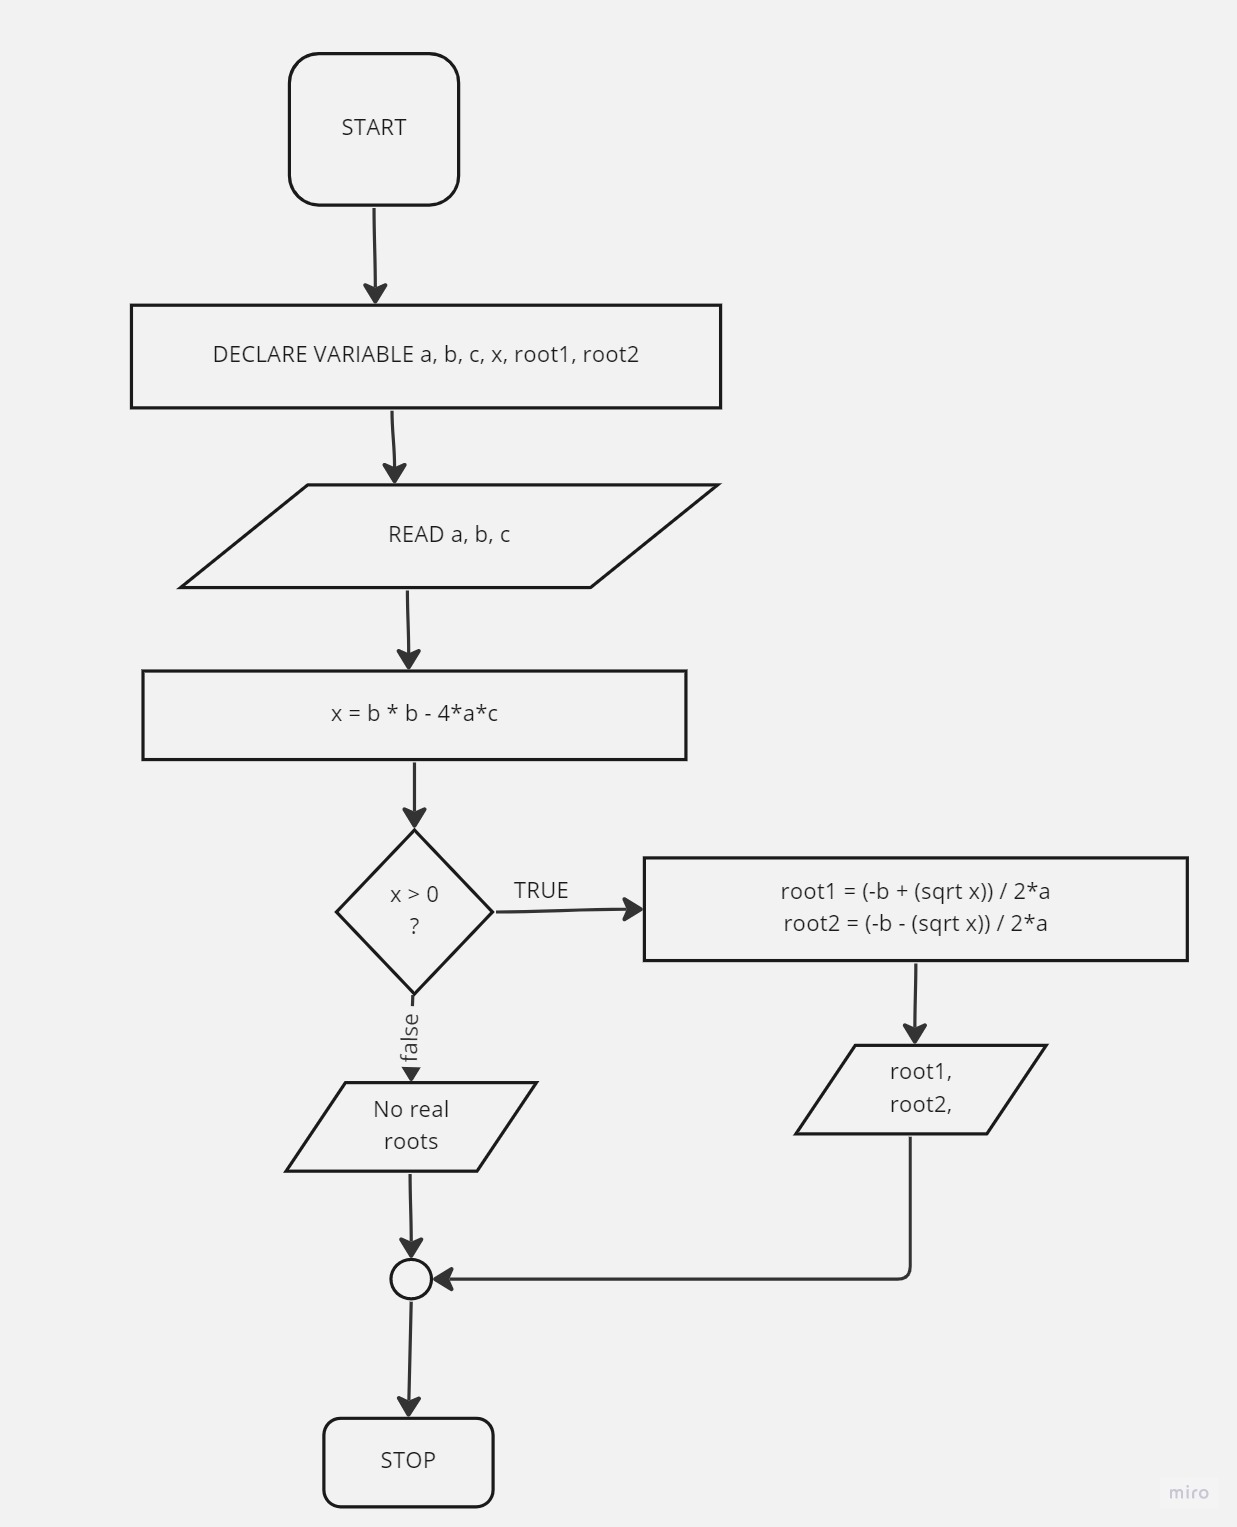 START
DECLARE VARIABLE a, b, c, x, root1, root2
READ a, b, c
x = b * b - 4*a*c
x > 0
?
TRUE
root1 = (-b + (sqrt x)) / 2*a
root2 = (-b - (sqrt x)) / 2*a
false
root1,
root2,
No real
roots
STOP
miro